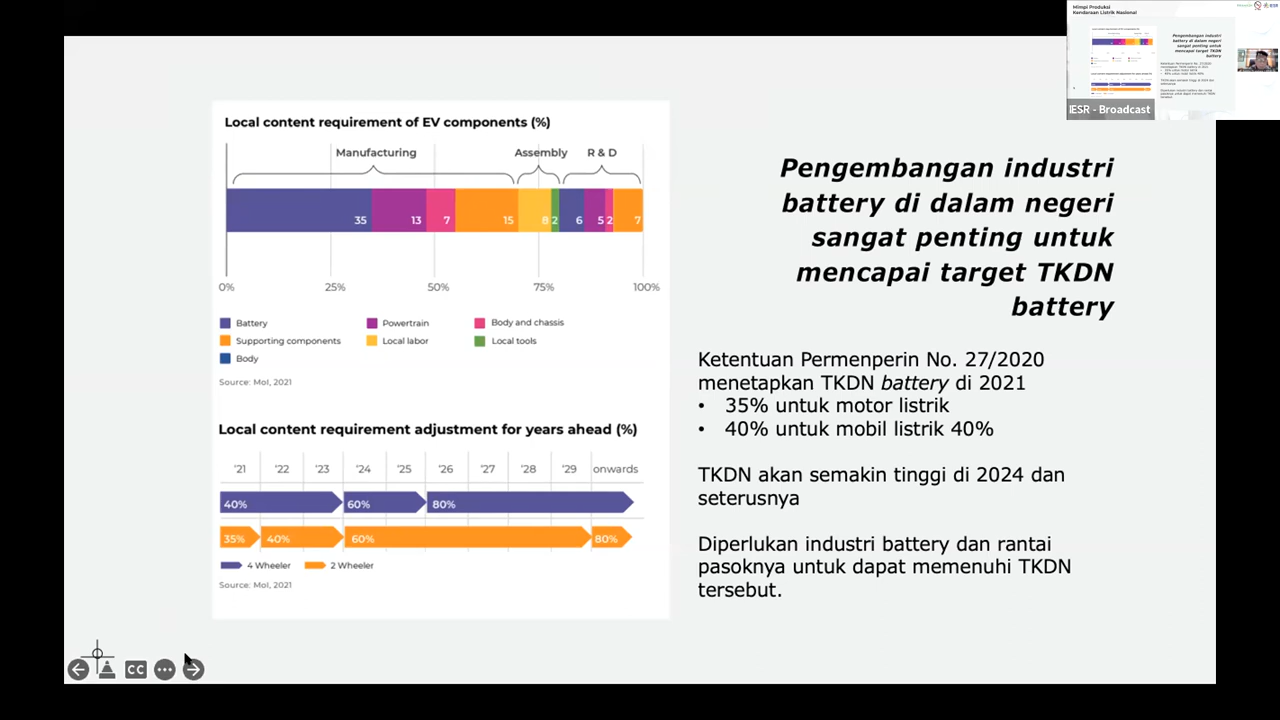 Mimpi Produksi
Kendaraan Listrik Nasional
IESR
IESR - Broadcast
Local content requirement of EV components (%)
Manufacturing Assembly R & D
35 13 7 15 8 2 6 5 2 7
0% 25% 50% 75% 100%
Battery Powertrain Body and chassis
Supporting components Local labor Local tools
Body
Source: MoI, 2021
Local content requirement adjustment for years ahead (%)
'21 '22 '23 '24 '25 '26 '27 '28 '29 onwards
40% 60% 80%
35% 40% 60% 80%
4 Wheeler 2 Wheeler
Source: MoI, 2021
Pengembangan industri
battery di dalam negeri
sangat penting untuk
mencapai target TKDN
battery
Ketentuan Permenperin No. 27/2020
menetapkan TKDN battery di 2021
• 35% untuk motor listrik
• 40% untuk mobil listrik 40%
TKDN akan semakin tinggi di 2024 dan
seterusnya
Diperlukan industri battery dan rantai
pasoknya untuk dapat memenuhi TKDN
tersebut.
CC